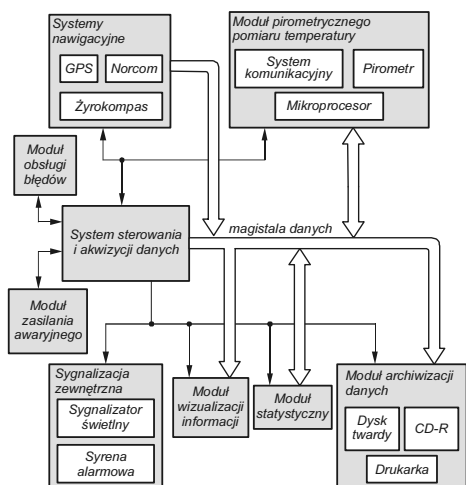 Systemy
nawigacyjne
GPS
Norcom
Żyrokompas
Moduł pirometrycznego
pomiaru temperatury
System
komunikacyjny
Pirometr
Mikroprocesor
Moduł
obsługi
błędów
System sterowania
i akwizycji danych
magistala danych
Moduł
zasilania
awaryjnego
Sygnalizacja
zewnętrzna
Sygnalizator
świetlny
Syrena
alarmowa
Moduł
wizualizacji
informacji
Moduł
statystyczny
Moduł archiwizacji
danych
Dysk
twardy
CD-R
Drukarka